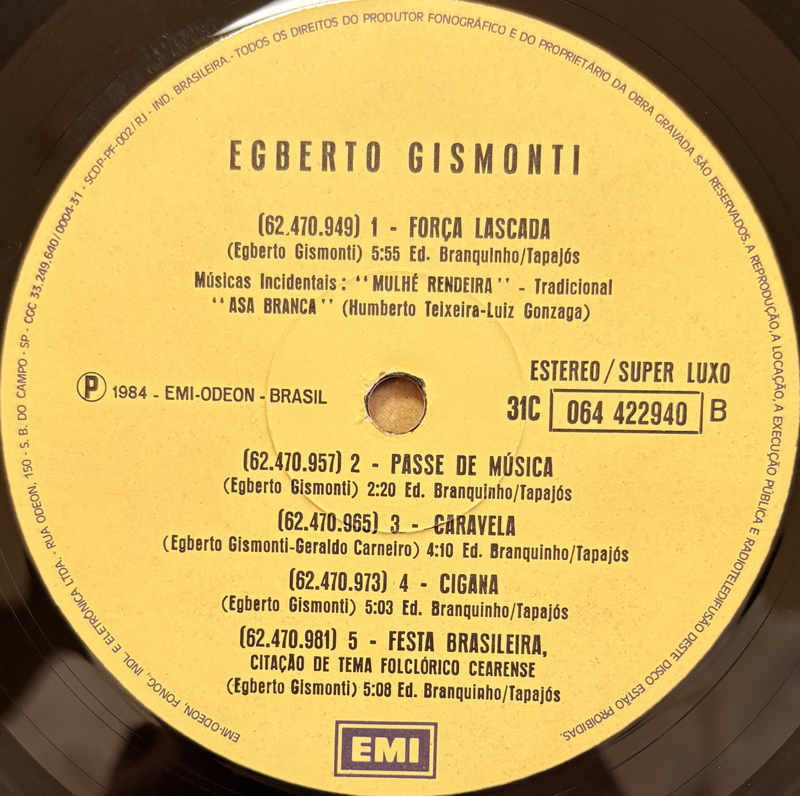 EGBERTO GISMONTI
(62.470.949) 1 - FORÇA LASCADA
(Egberto Gismonti) 5:55 Ed. Branquinho/Tapajós
Músicas Incidentais: “MULHÉ RENDEIRA” - Tradicional
“ASA BRANCA” (Humberto Teixeira-Luiz Gonzaga)
Ⓟ 1984 - EMI-ODEON - BRASIL
ESTEREO/SUPER LUXO
31C 064 422940 B
(62.470.957) 2 - PASSE DE MÚSICA
(Egberto Gismonti) 2:20 Ed. Branquinho/Tapajós
(62.470.965) 3 - CARAVELA
(Egberto Gismonti-Geraldo Carneiro) 4:10 Ed. Branquinho/Tapajós
(62.470.973) 4 - CIGANA
(Egberto Gismonti) 5:03 Ed. Branquinho/Tapajós
(62.470.981) 5 - FESTA BRASILEIRA,
CITAÇÃO DE TEMA FOLCLÓRICO CEARENSE
(Egberto Gismonti) 5:08 Ed. Branquinho/Tapajós
EMI
EMI-ODEON, FONOG, INDL E ELETRÔNICA LTDA.- RUA ODEON, 150 - S. B. DO CAMPO - SP - CGC 33,249,640/0004-31 - SCDP-PF-002/RJ - IND. BRASILEIRA.-TODOS OS DIREITOS DO PRODUTOR FONOGRÁFICO E DO PROPRIETÁRIO DA OBRA GRAVADA SÃO RESERVADOS. A REPRODUÇÃO, A LOCAÇÃO, A EXECUÇÃO PÚBLICA E RADIOTELEDIFUSÃO DESTE DISCO ESTÃO PROIBIDAS.